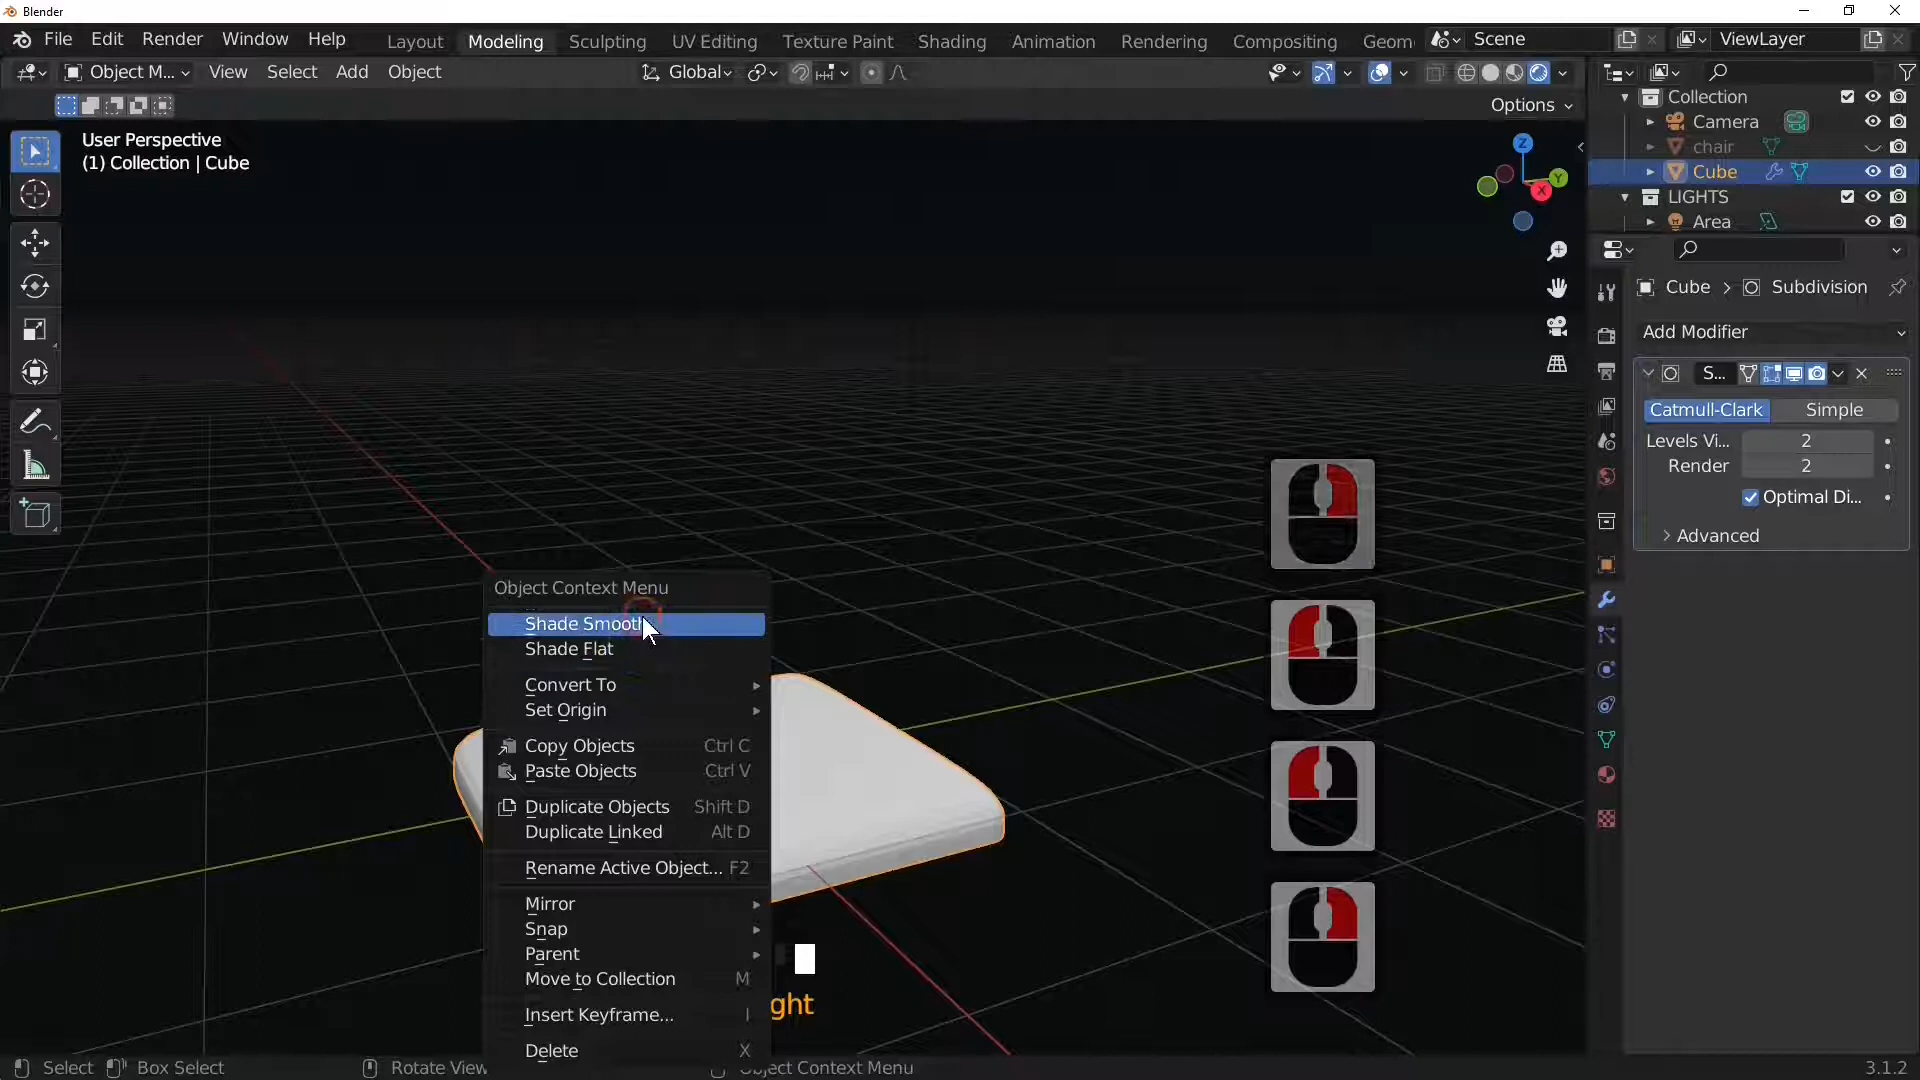 Blender
File Edit Render Window Help Layout Modeling Sculpting UV Editing Texture Paint Shading Animation Rendering Compositing Geom Scene ViewLayer
Object M... View Select Add Object Global
Options
User Perspective
(1) Collection | Cube
Z
Y
X
Collection
Camera
chair
Cube
LIGHTS
Area
Cube > Subdivision
Add Modifier
S...
Catmull-Clark Simple
Levels Vi... 2
Render 2
Optimal Di...
Advanced
Object Context Menu
Shade Smooth
Shade Flat
Convert To
Set Origin
Copy Objects Ctrl C
Paste Objects Ctrl V
Duplicate Objects Shift D
Duplicate Linked Alt D
Rename Active Object... F2
Mirror
Snap
Parent
Move to Collection M
Insert Keyframe... I
Delete X
ght
Select Box Select Rotate View Object Context Menu 3.1.2